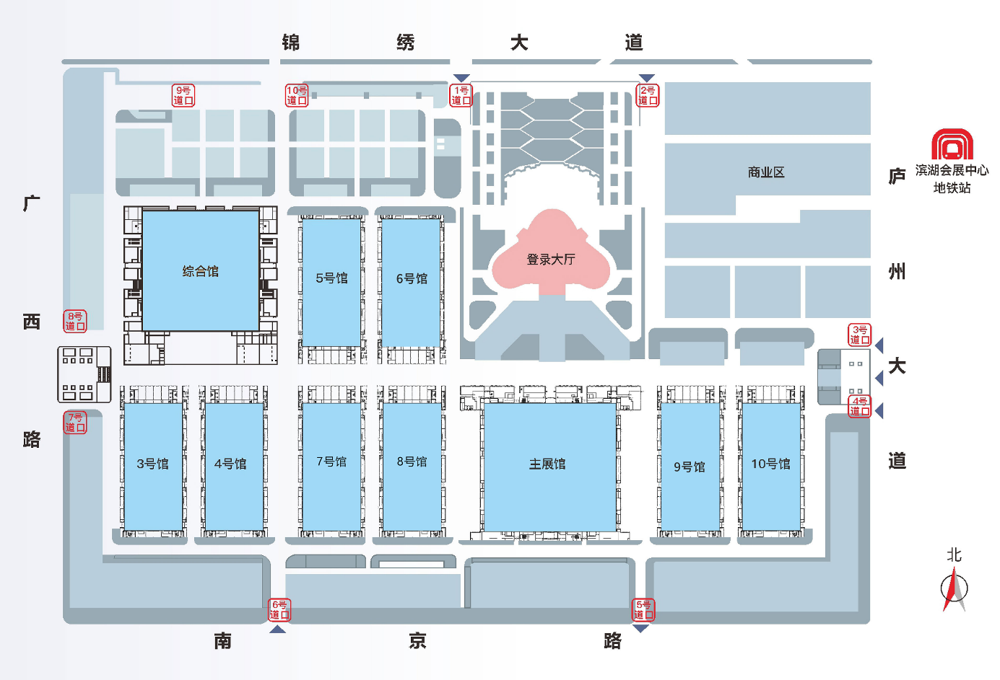 锦绣大道
9号
道口
10号
道口
1号
道口
2号
道口
滨湖会展中心
地铁站
商业区
庐州大道
广西路
登录大厅
综合馆
5号馆
6号馆
8号
道口
3号
道口
4号
道口
7号
道口
3号馆
4号馆
7号馆
8号馆
主展馆
9号馆
10号馆
北
6号
道口
5号
道口
南京路